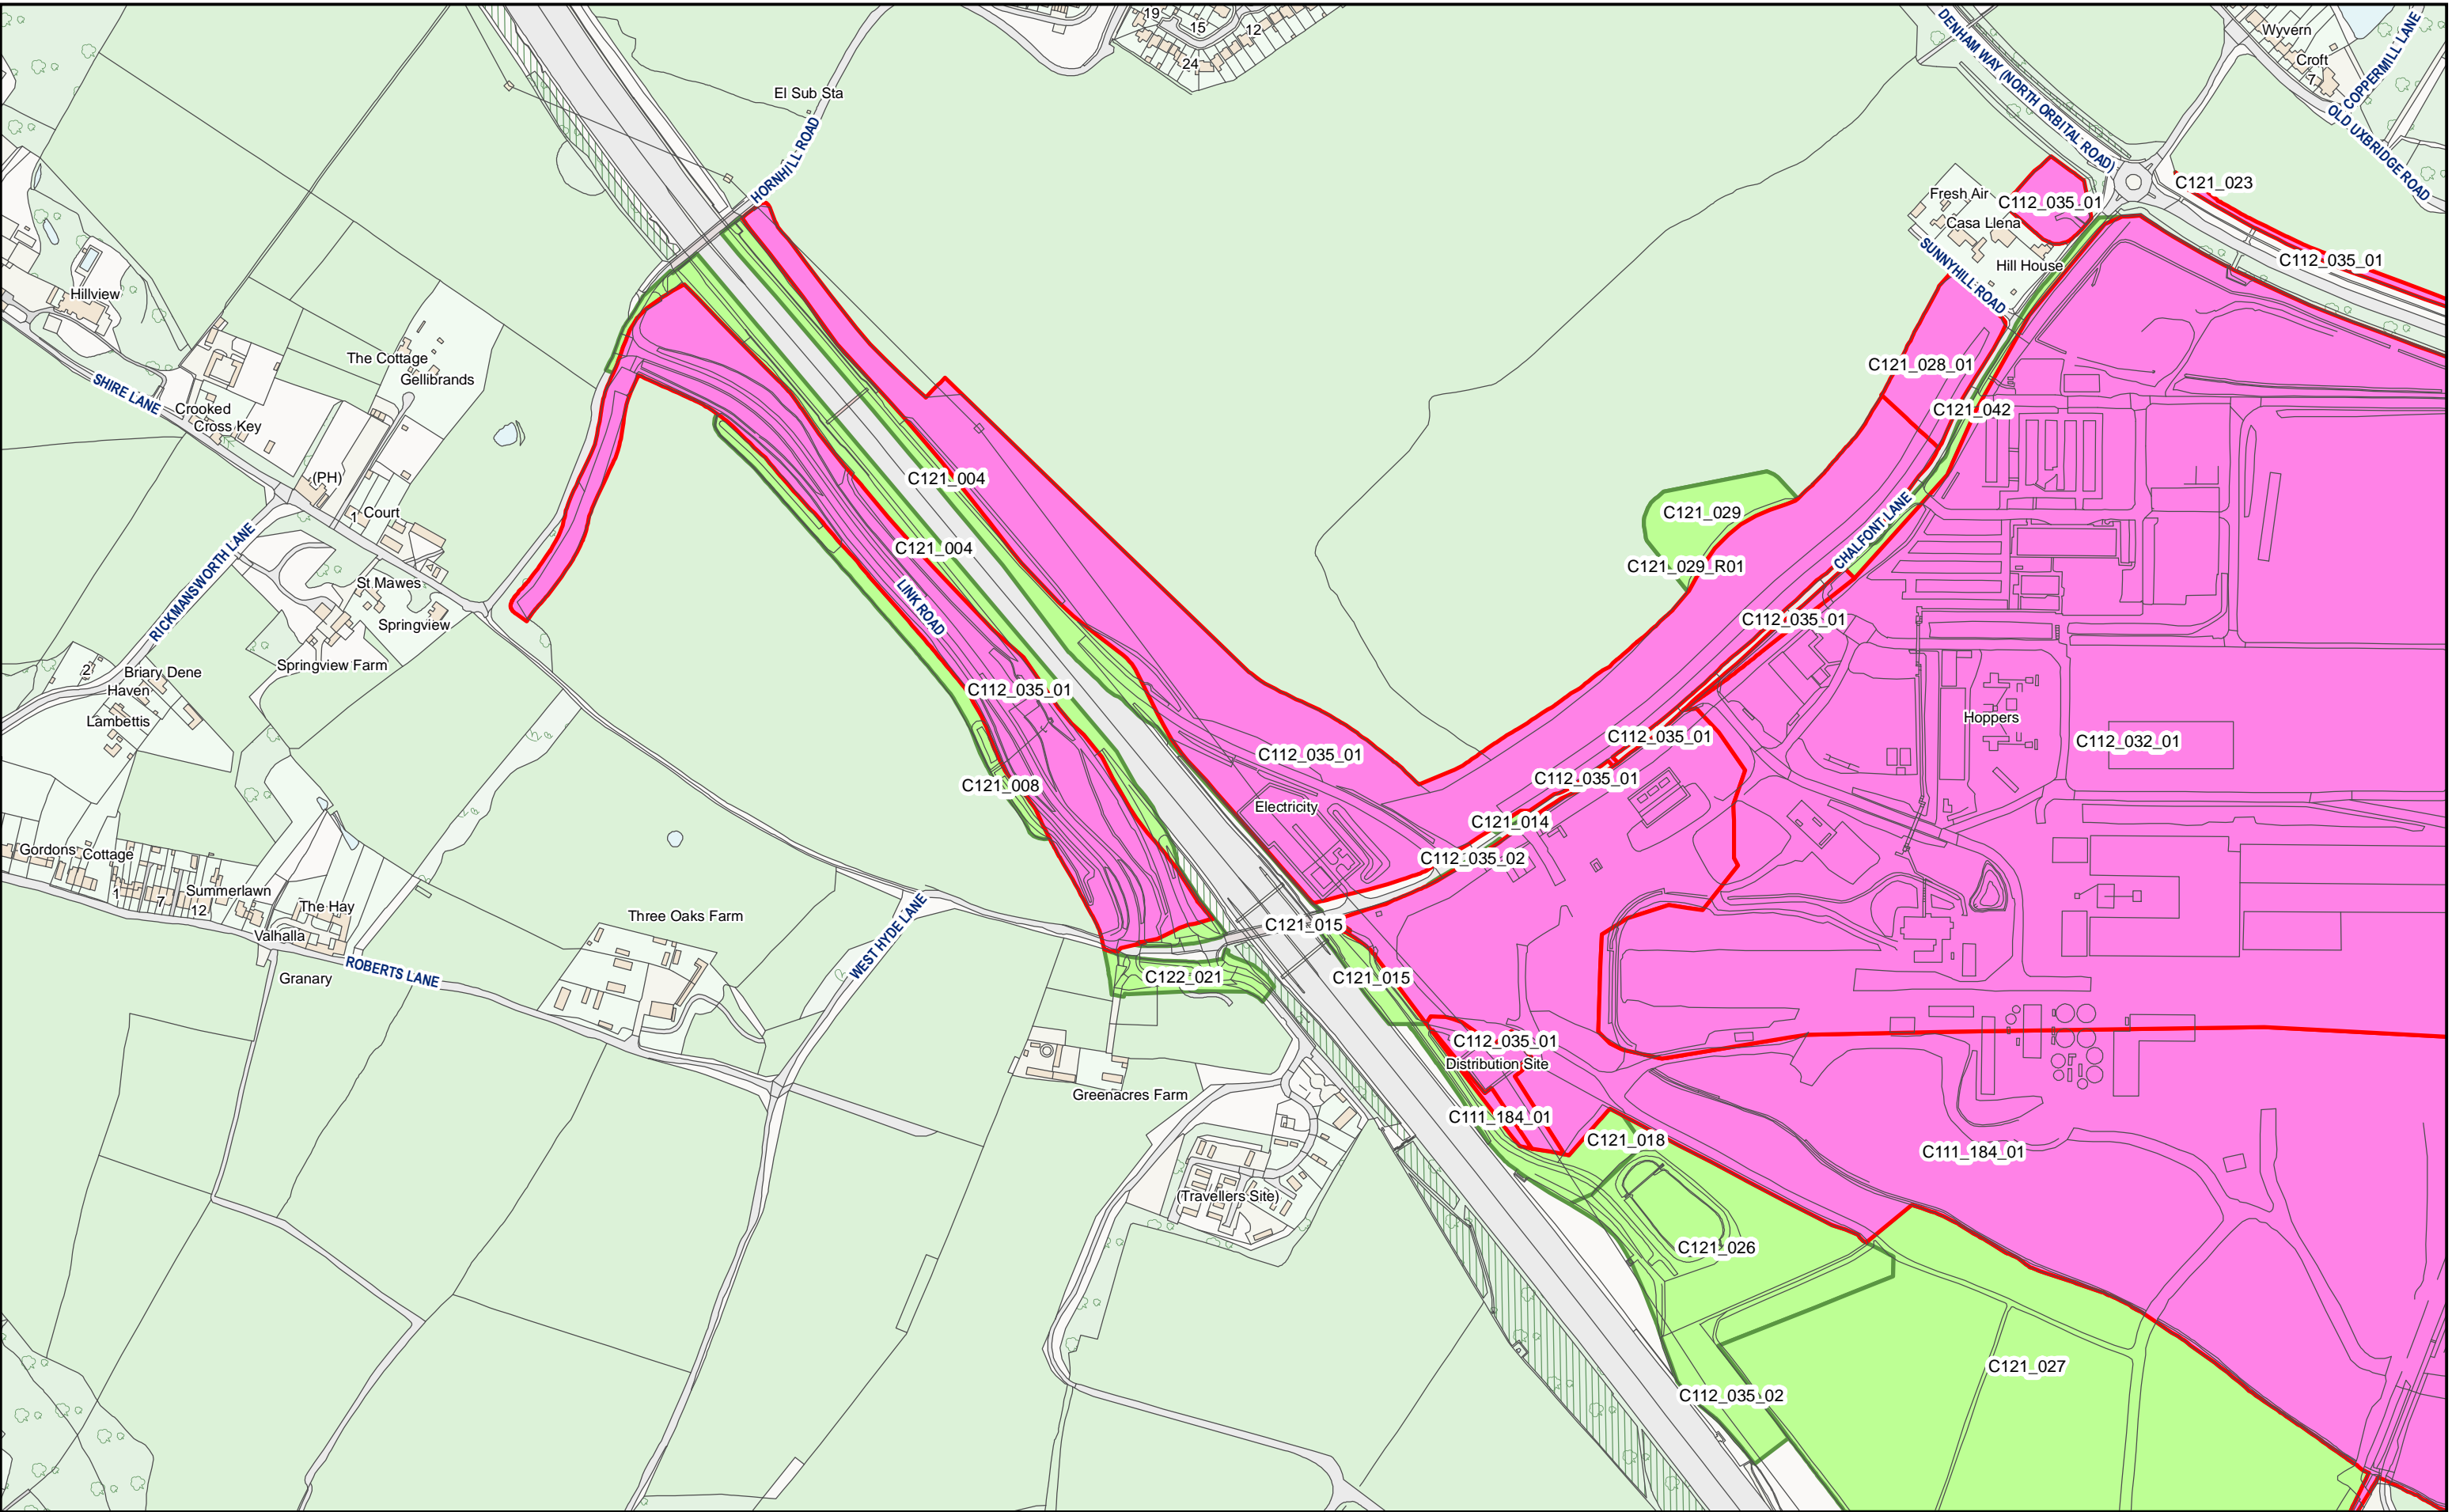 19
15
12
24
El Sub Sta
HORNHILL ROAD
DENHAM WAY (NORTH ORBITAL ROAD)
Wyvern
Croft
7
COPPERMILL LANE
OLD UXBRIDGE ROAD
C121_023
Fresh Air
C112_035_01
Casa Llena
SUNNYHILL ROAD
Hill House
C112_035_01
Hillview
The Cottage
Gellibrands
SHIRE LANE
Crooked
Cross Key
C121_028_01
C121_042
(PH)
1
Court
C121_004
C121_029
C121_004
CHALFONT LANE
C121_029_R01
RICKMANSWORTH LANE
St Mawes
LINK ROAD
Springview
C112_035_01
Springview Farm
2
Briary Dene
Haven
Lambettis
C112_035_01
Hoppers
C112_035_01
C112_032_01
C112_035_01
C112_035_01
C121_008
Electricity
C121_014
Gordons
Cottage
C112_035_02
1
7
12
Summerlawn
The Hay
Valhalla
Three Oaks Farm
WEST HYDE LANE
C121_015
ROBERTS LANE
Granary
C122_021
C121_015
C112_035_01
Distribution Site
Greenacres Farm
C111_184_01
C121_018
C111_184_01
(Travellers Site)
C121_026
C121_027
C112_035_02